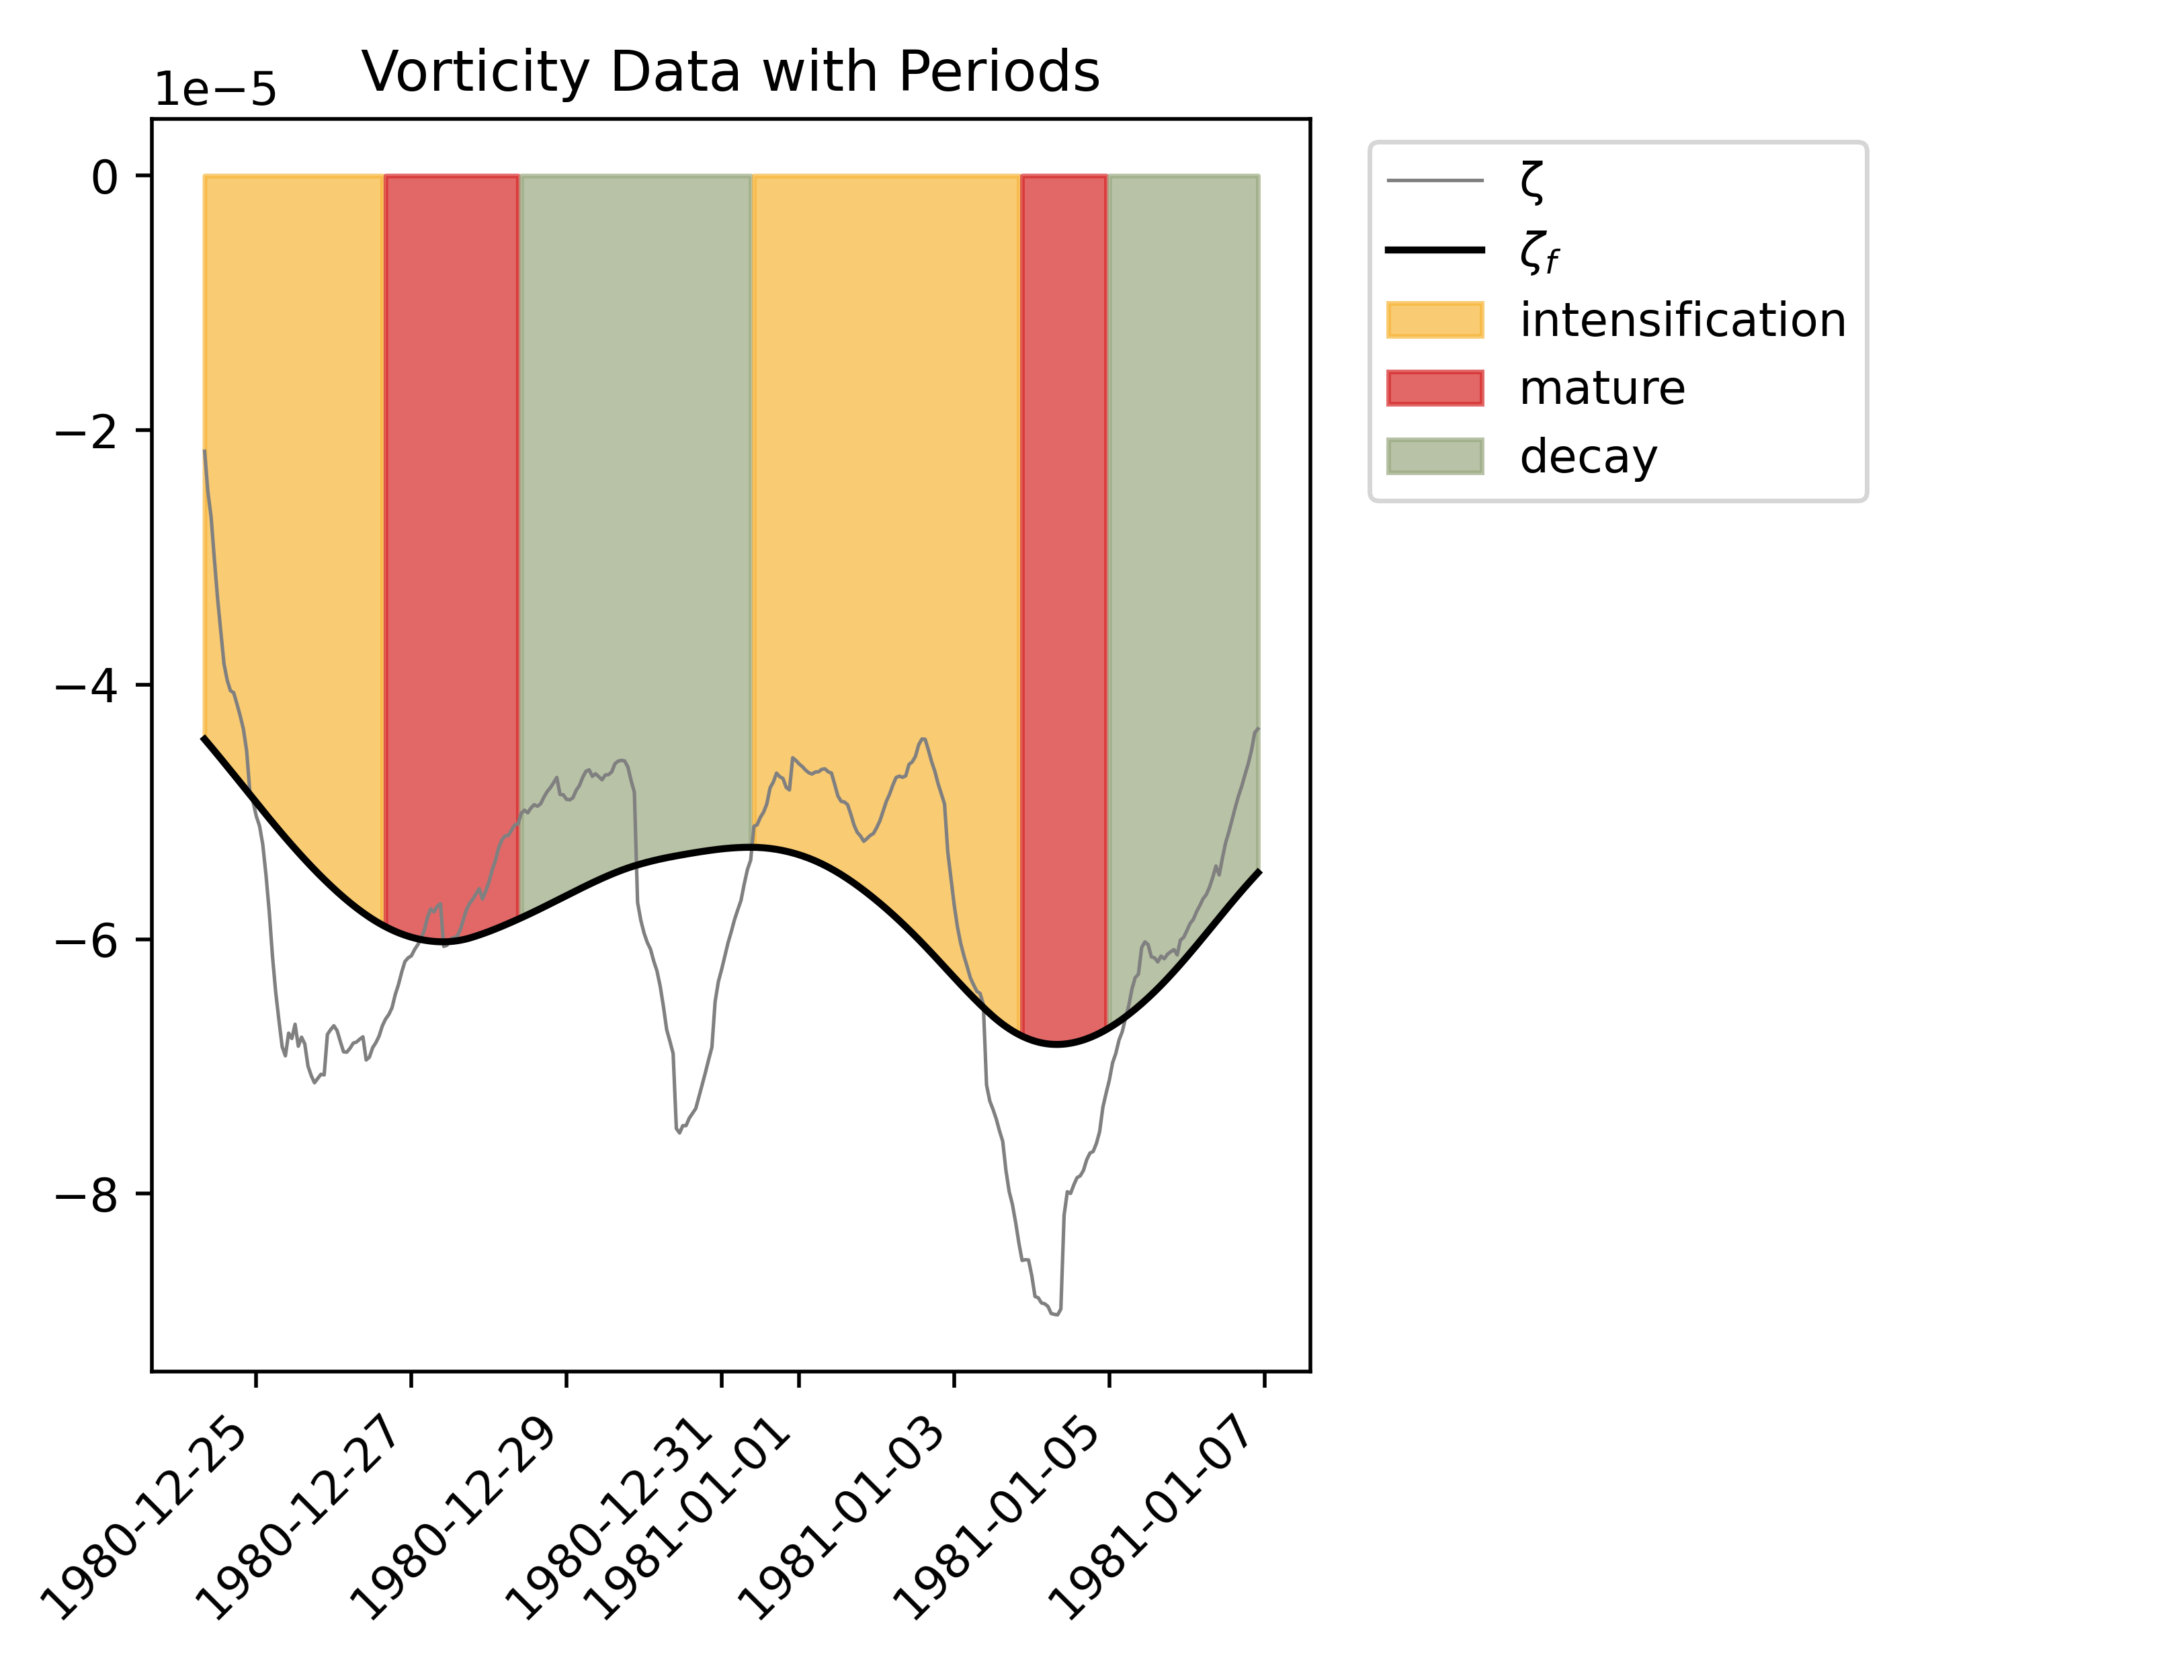 Vorticity Data with Periods
1e−5
0
−2
−4
−6
−8
1980-12-25
1980-12-27
1980-12-29
1980-12-31
1981-01-01
1981-01-03
1981-01-05
1981-01-07
ζ
ζf
intensification
mature
decay